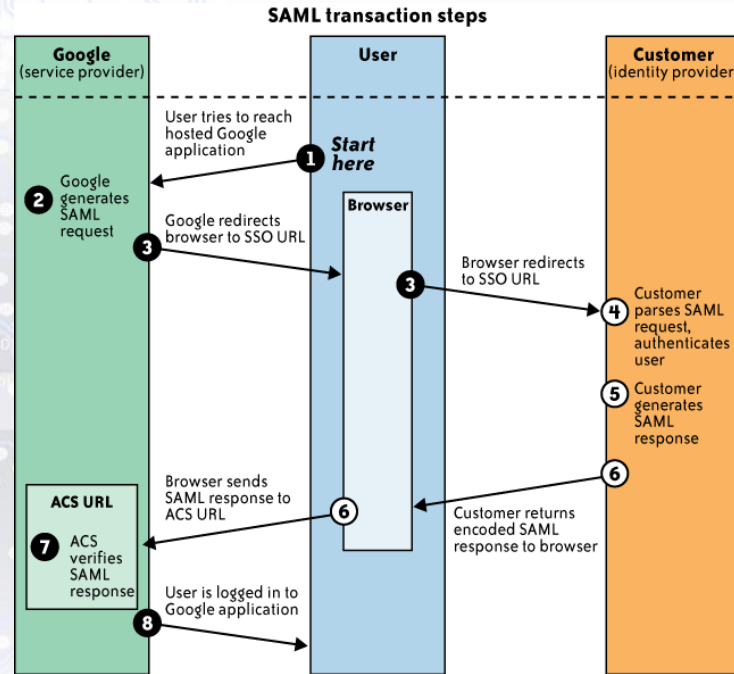 SAML transaction steps
Google
(service provider)
User
Customer
(identity provider)
User tries to reach
hosted Google
application
1
Start
here
2
Google
generates
SAML
request
3
Google redirects
browser to SSO URL
Browser
3
Browser redirects
to SSO URL
4
Customer
parses SAML
request,
authenticates
user
5
Customer
generates
SAML
response
6
Customer returns
encoded SAML
response to browser
6
Browser sends
SAML response to
ACS URL
ACS URL
7
ACS
verifies
SAML
response
8
User is logged in to
Google application